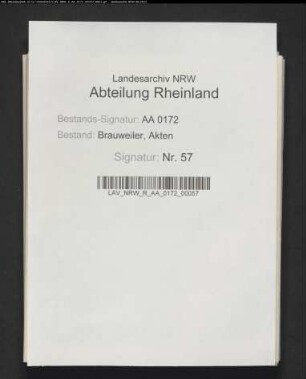 Landesarchiv NRW
Abteilung Rheinland
Bestands-Signatur: AA 0172
Bestand: Brauweiler, Akten
Signatur: Nr. 57
LAV_NRW_R_AA_0172_00057